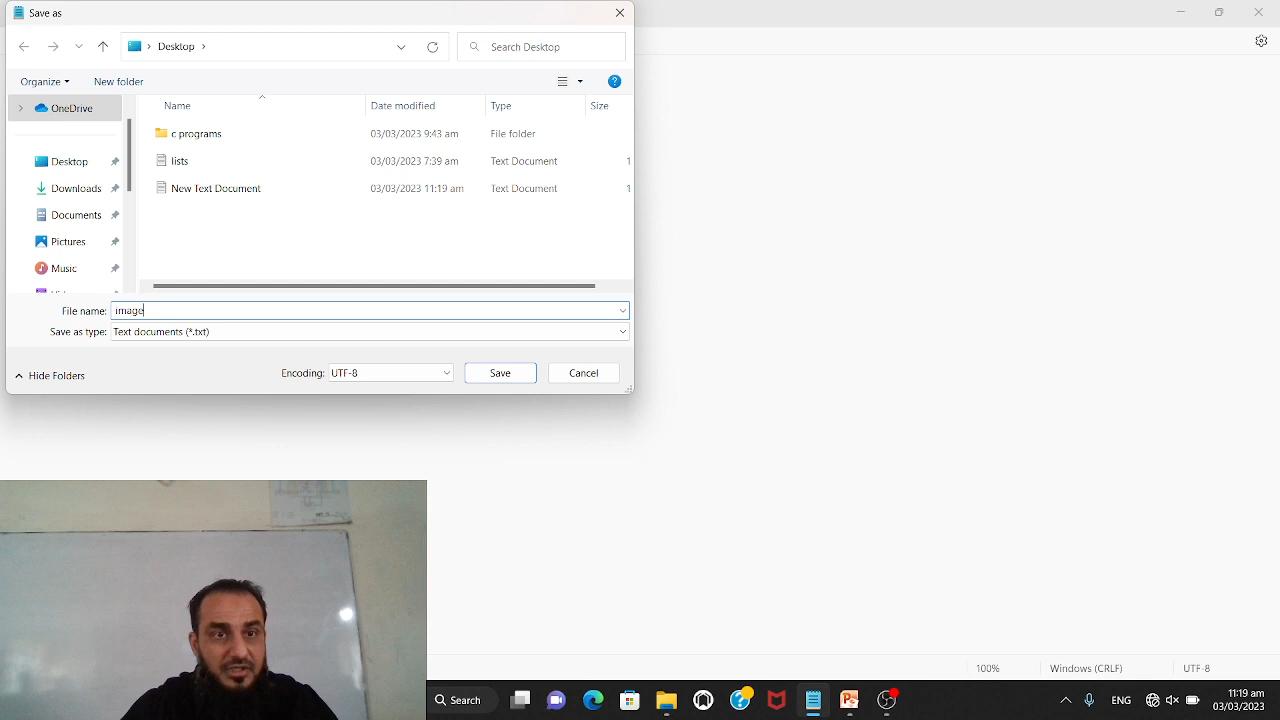 Save as
Desktop
Search Desktop
Organize
New folder
Name
Date modified
Type
Size
OneDrive
c programs
03/03/2023 9:43 am
File folder
Desktop
lists
03/03/2023 7:39 am
Text Document
1
Downloads
New Text Document
03/03/2023 11:19 am
Text Document
1
Documents
Pictures
Music
File name:
image
Save as type:
Text documents (*.txt)
Hide Folders
Encoding:
UTF-8
Save
Cancel
100%
Windows (CRLF)
UTF-8
Search
ENG
11:19 am
03/03/2023